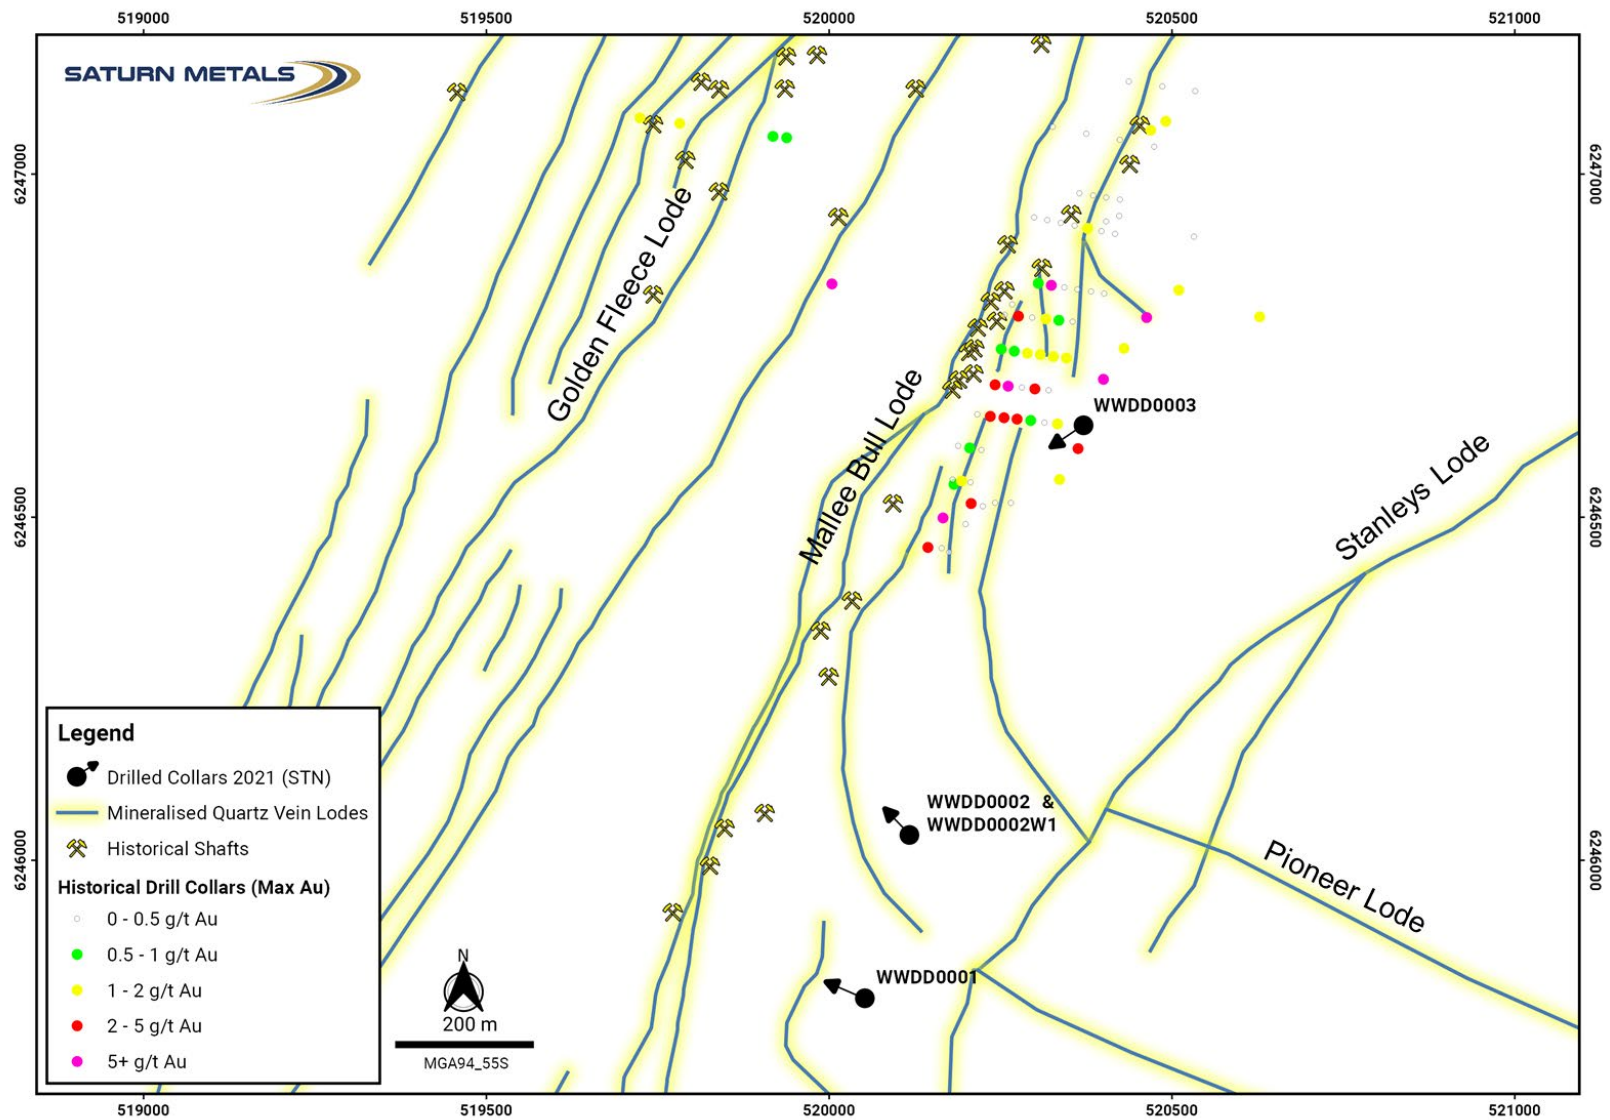 519000 519500 520000 520500 521000
SATURN METALS
6247000
6247000
Golden Fleece Lode
Mallee Bull Lode
WWDD0003
Stanleys Lode
6246500
6246500
WWDD0002 &
WWDD0002W1
Pioneer Lode
6246000
6246000
WWDD0001
Legend
Drilled Collars 2021 (STN)
Mineralised Quartz Vein Lodes
Historical Shafts
Historical Drill Collars (Max Au)
0 - 0.5 g/t Au
0.5 - 1 g/t Au
1 - 2 g/t Au
2 - 5 g/t Au
5+ g/t Au
N
200 m
MGA94_55S
519000 519500 520000 520500 521000